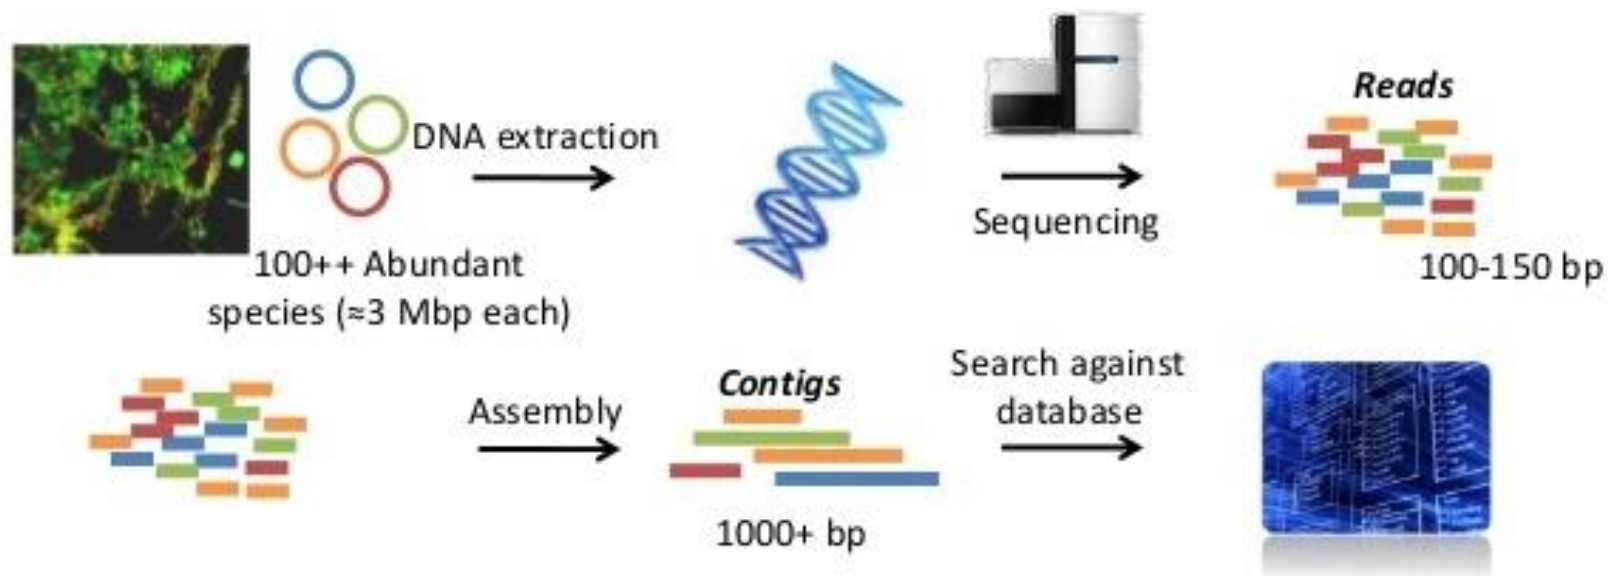 DNA extraction
100++ Abundant
species (≈3 Mbp each)
Sequencing
Reads
100-150 bp
Assembly
Contigs
1000+ bp
Search against
database